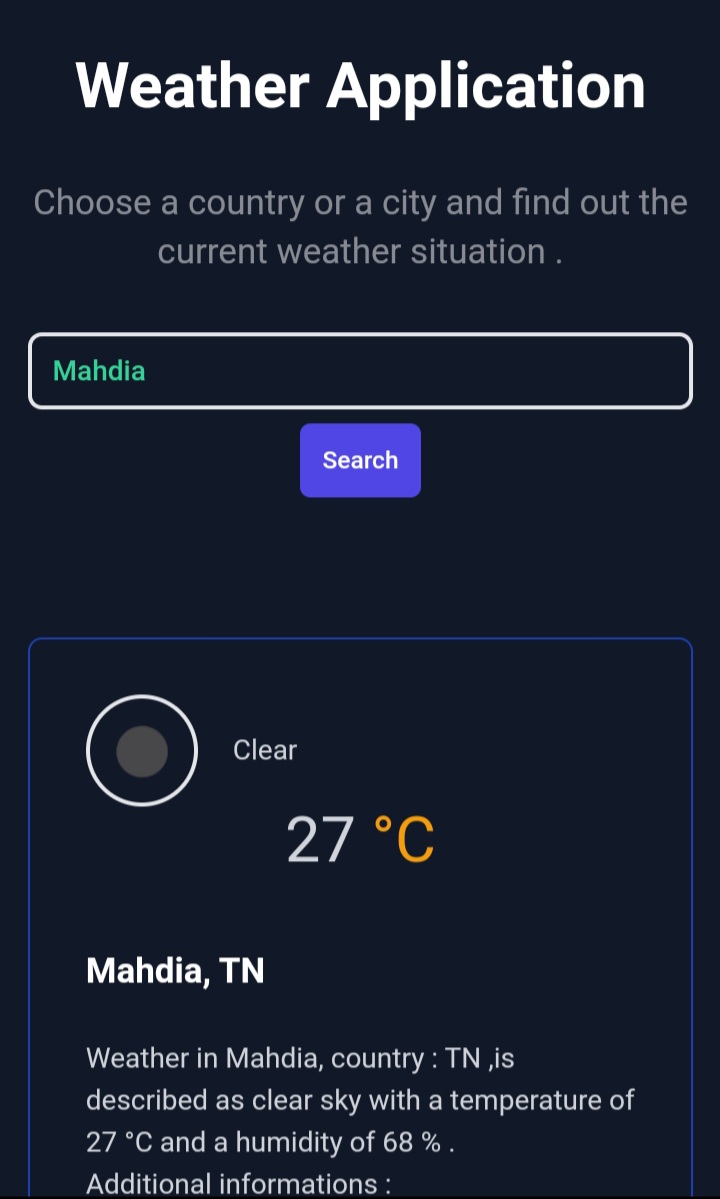 Weather Application
Choose a country or a city and find out the
current weather situation .
Mahdia
Search
Clear
27 °C
Mahdia, TN
Weather in Mahdia, country : TN ,is
described as clear sky with a temperature of
27 °C and a humidity of 68 % .
Additional informations :